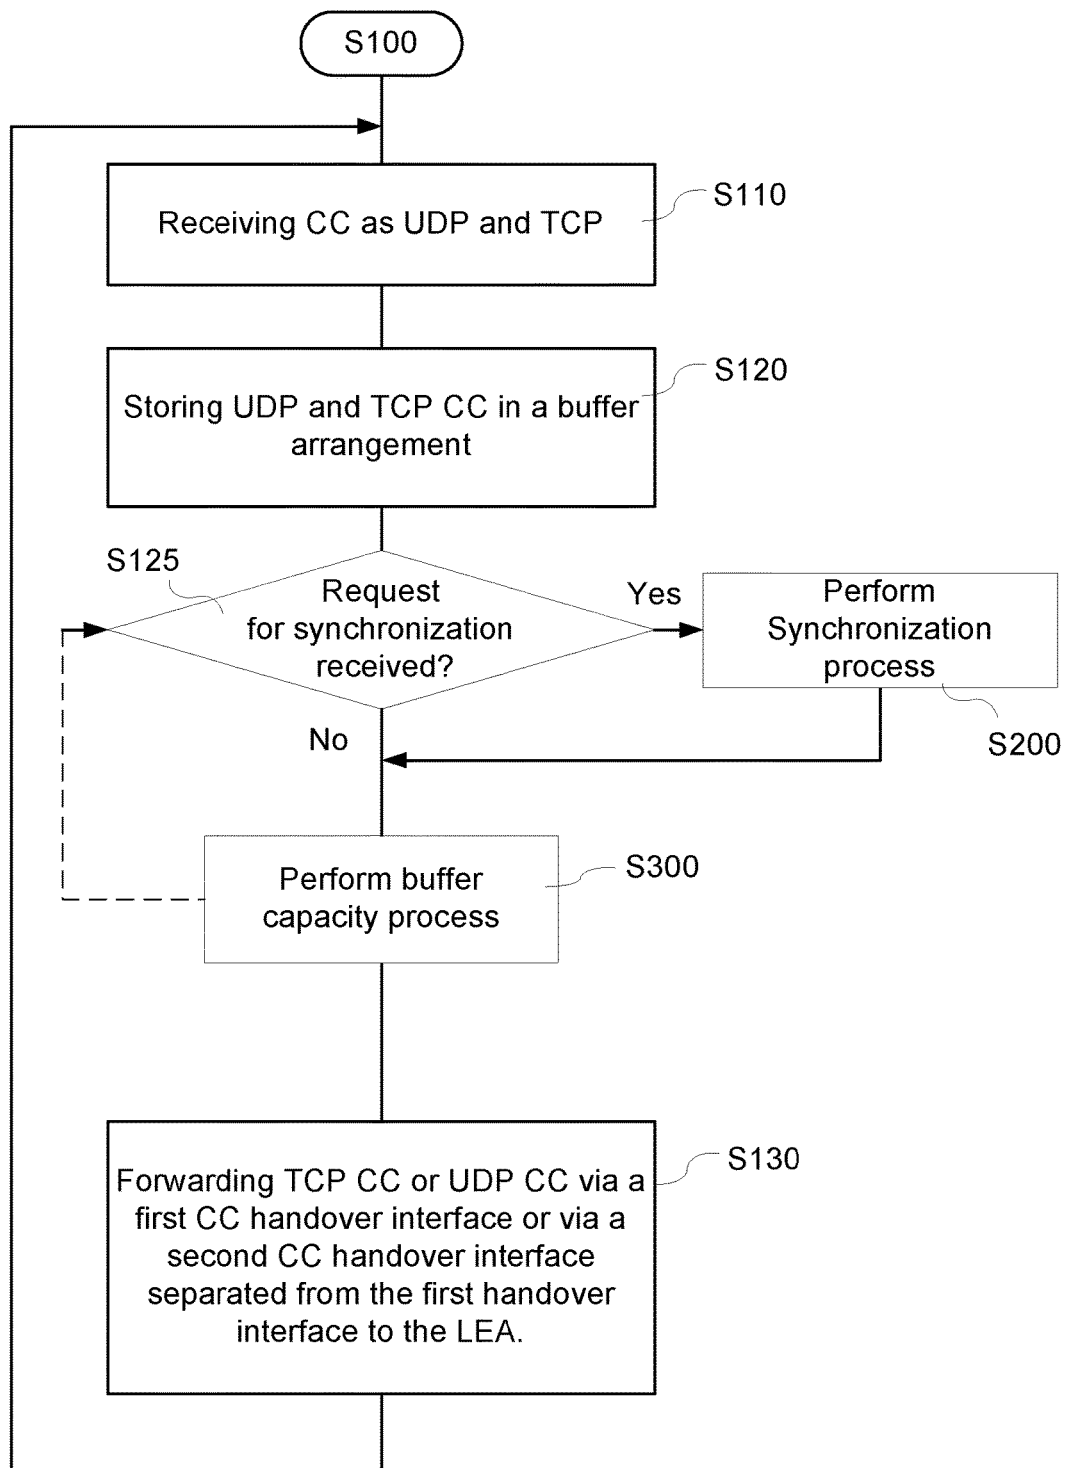 S100
S110
Receiving CC as UDP and TCP
S120
Storing UDP and TCP CC in a buffer
arrangement
S125
Request
for synchronization
received?
Yes
Perform
Synchronization
process
No
S200
Perform buffer
capacity process
S300
S130
Forwarding TCP CC or UDP CC via a
first CC handover interface or via a
second CC handover interface
separated from the first handover
interface to the LEA.